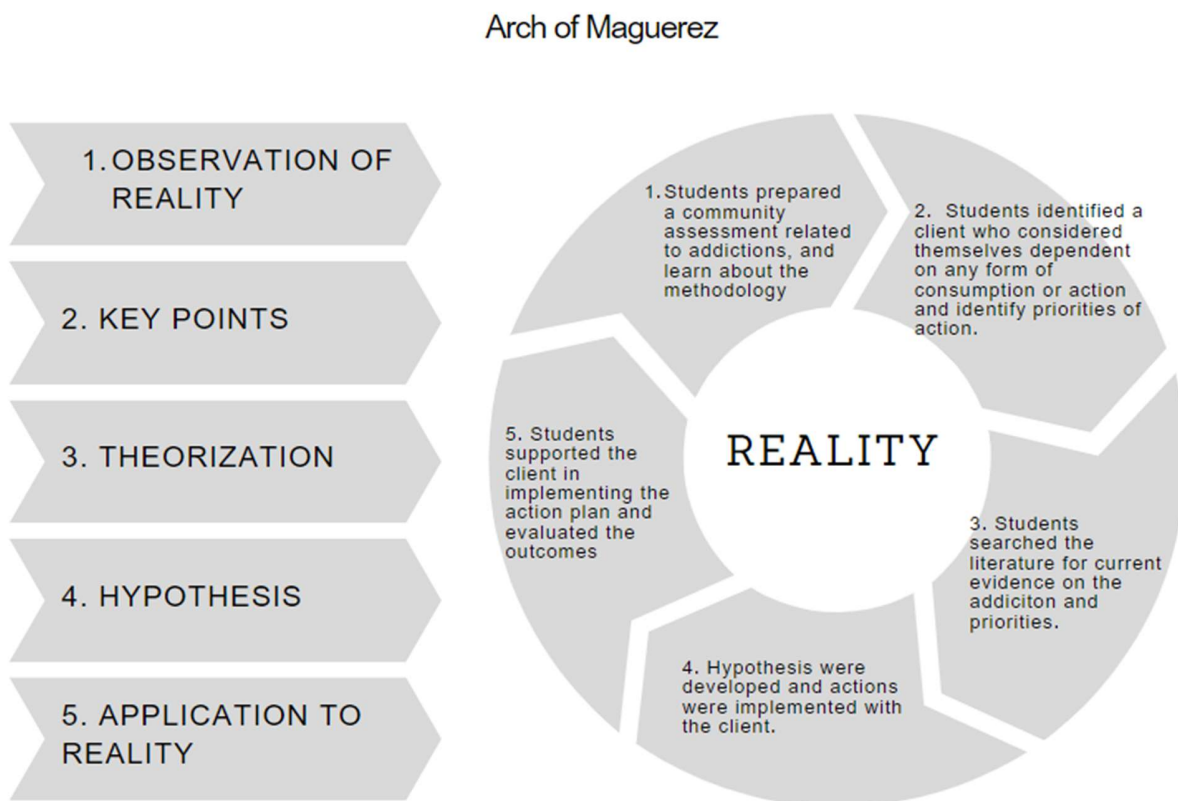 Arch of Maguerez
1. OBSERVATION OF
REALITY
2. KEY POINTS
3. THEORIZATION
4. HYPOTHESIS
5. APPLICATION TO
REALITY
1. Students prepared
a community
assessment related
to addictions, and
learn about the
methodology
2. Students identified a
client who considered
themselves dependent
on any form of
consumption or action
and identify priorities of
action.
3. Students
searched the
literature for current
evidence on the
addiciton and
priorities.
4. Hypothesis were
developed and actions
were implemented with
the client.
5. Students
supported the
client in
implementing the
action plan and
evaluated the
outcomes
REALITY